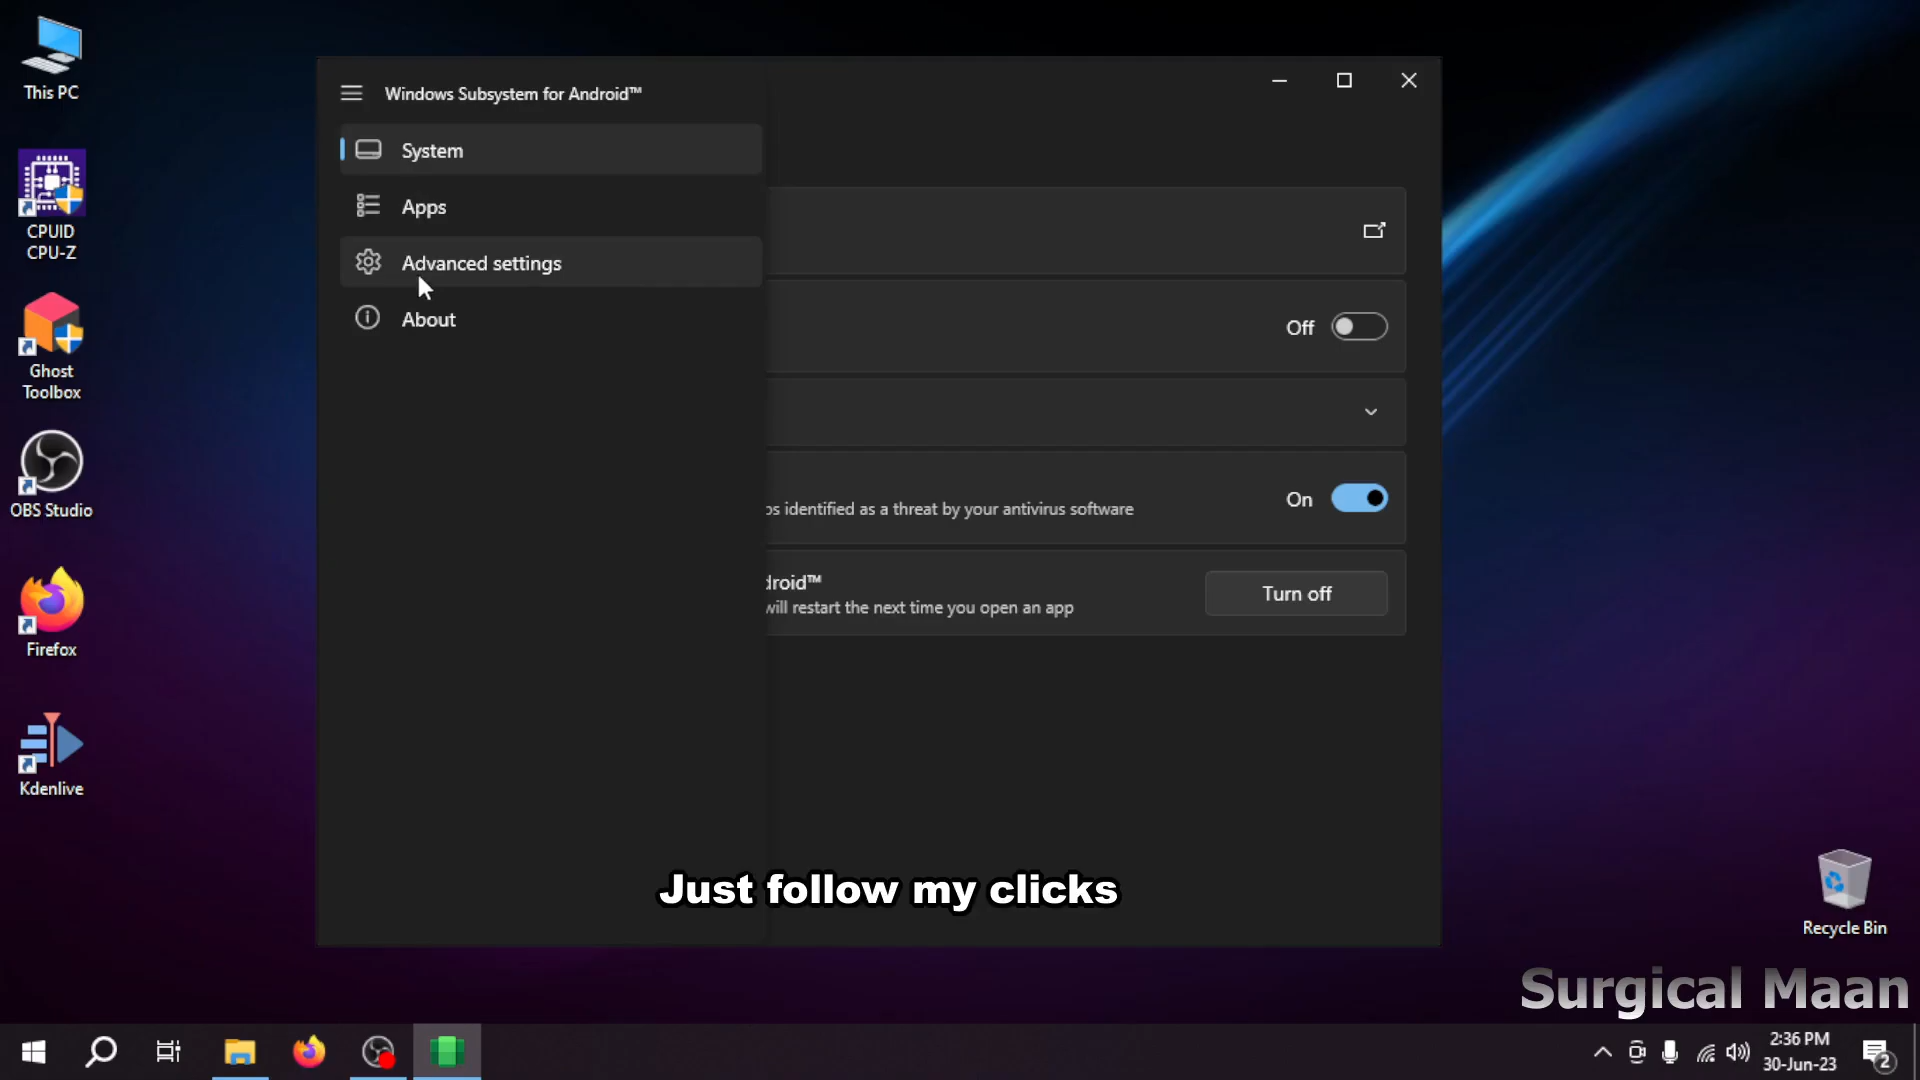 This PC
CPUID
CPU-Z
Ghost
Toolbox
OBS Studio
Firefox
Kdenlive
Windows Subsystem for Android™
System
Apps
Advanced settings
About
Off
On
identified as a threat by your antivirus software
droid™
will restart the next time you open an app
Turn off
Just follow my clicks
Recycle Bin
Surgical Maan
2:36 PM
30-Jun-23
2